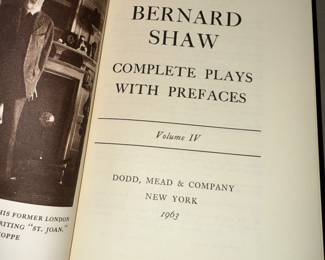 BERNARD
SHAW
COMPLETE PLAYS
WITH PREFACES
Volume IV
DODD, MEAD & COMPANY
NEW YORK
1963
HIS FORMER LONDON
RITING "ST. JOAN."
OPPE